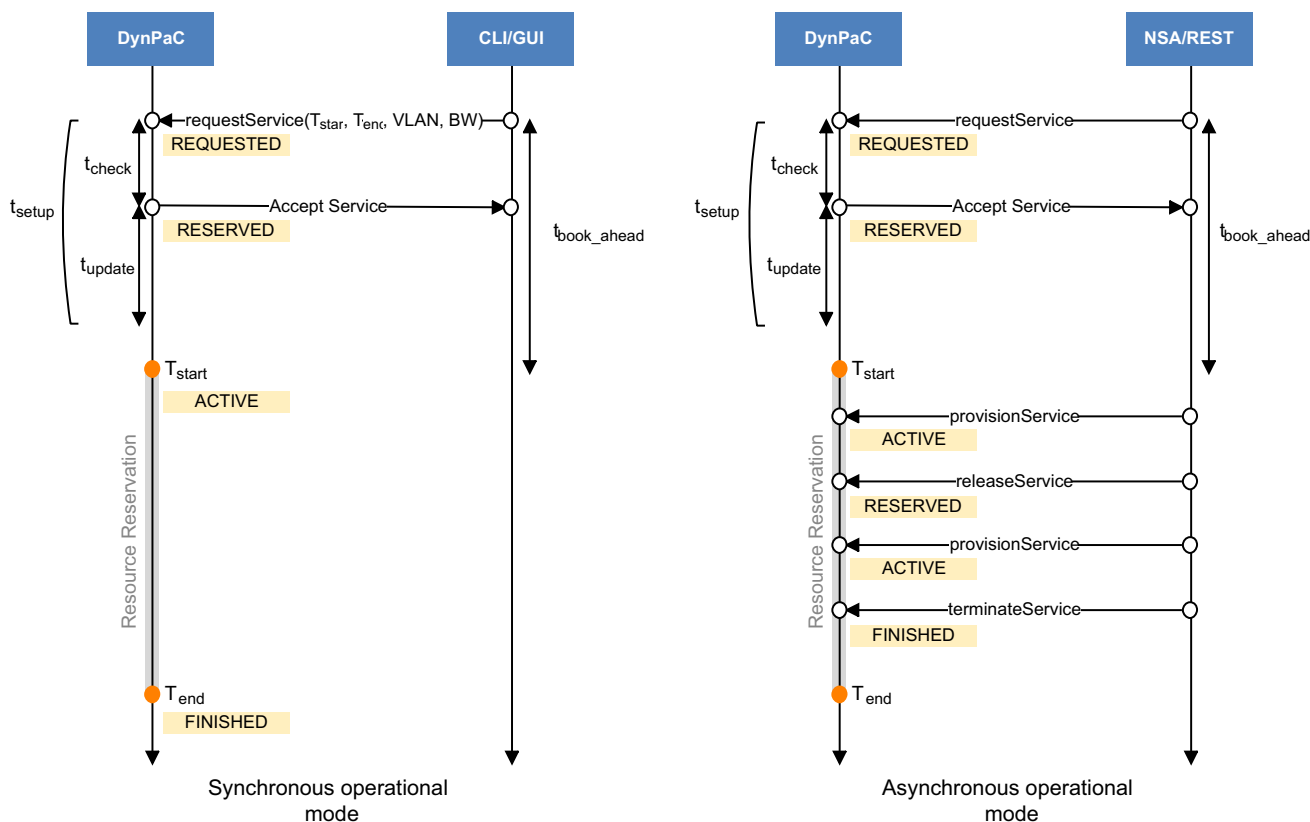 DynPaC
CLI/GUI
requestService(Tstar, Tend, VLAN, BW)
REQUESTED
tcheck
tsetup
Accept Service
RESERVED
tbook_ahead
tupdate
Tstart
ACTIVE
Resource Reservation
Tend
FINISHED
Synchronous operational
mode
DynPaC
NSA/REST
requestService
REQUESTED
tcheck
tsetup
Accept Service
RESERVED
tbook_ahead
tupdate
Tstart
provisionService
ACTIVE
Resource Reservation
releaseService
RESERVED
provisionService
ACTIVE
terminateService
FINISHED
Tend
Asynchronous operational
mode